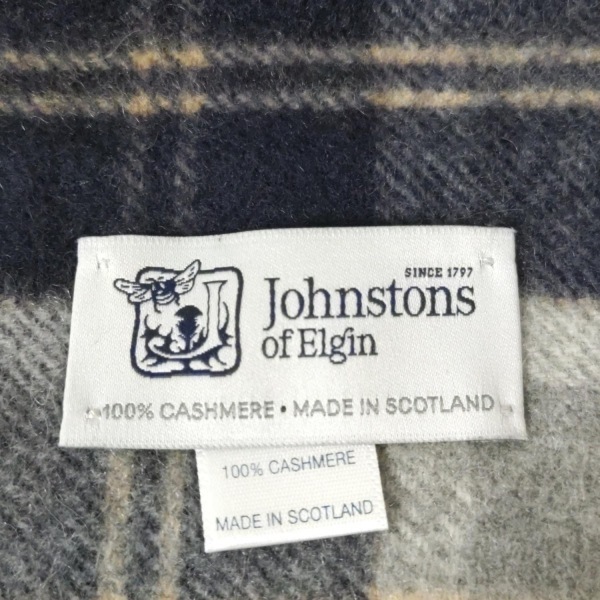 SINCE 1797
Johnstons
of Elgin
100% CASHMERE • MADE IN SCOTLAND
100% CASHMERE
MADE IN SCOTLAND